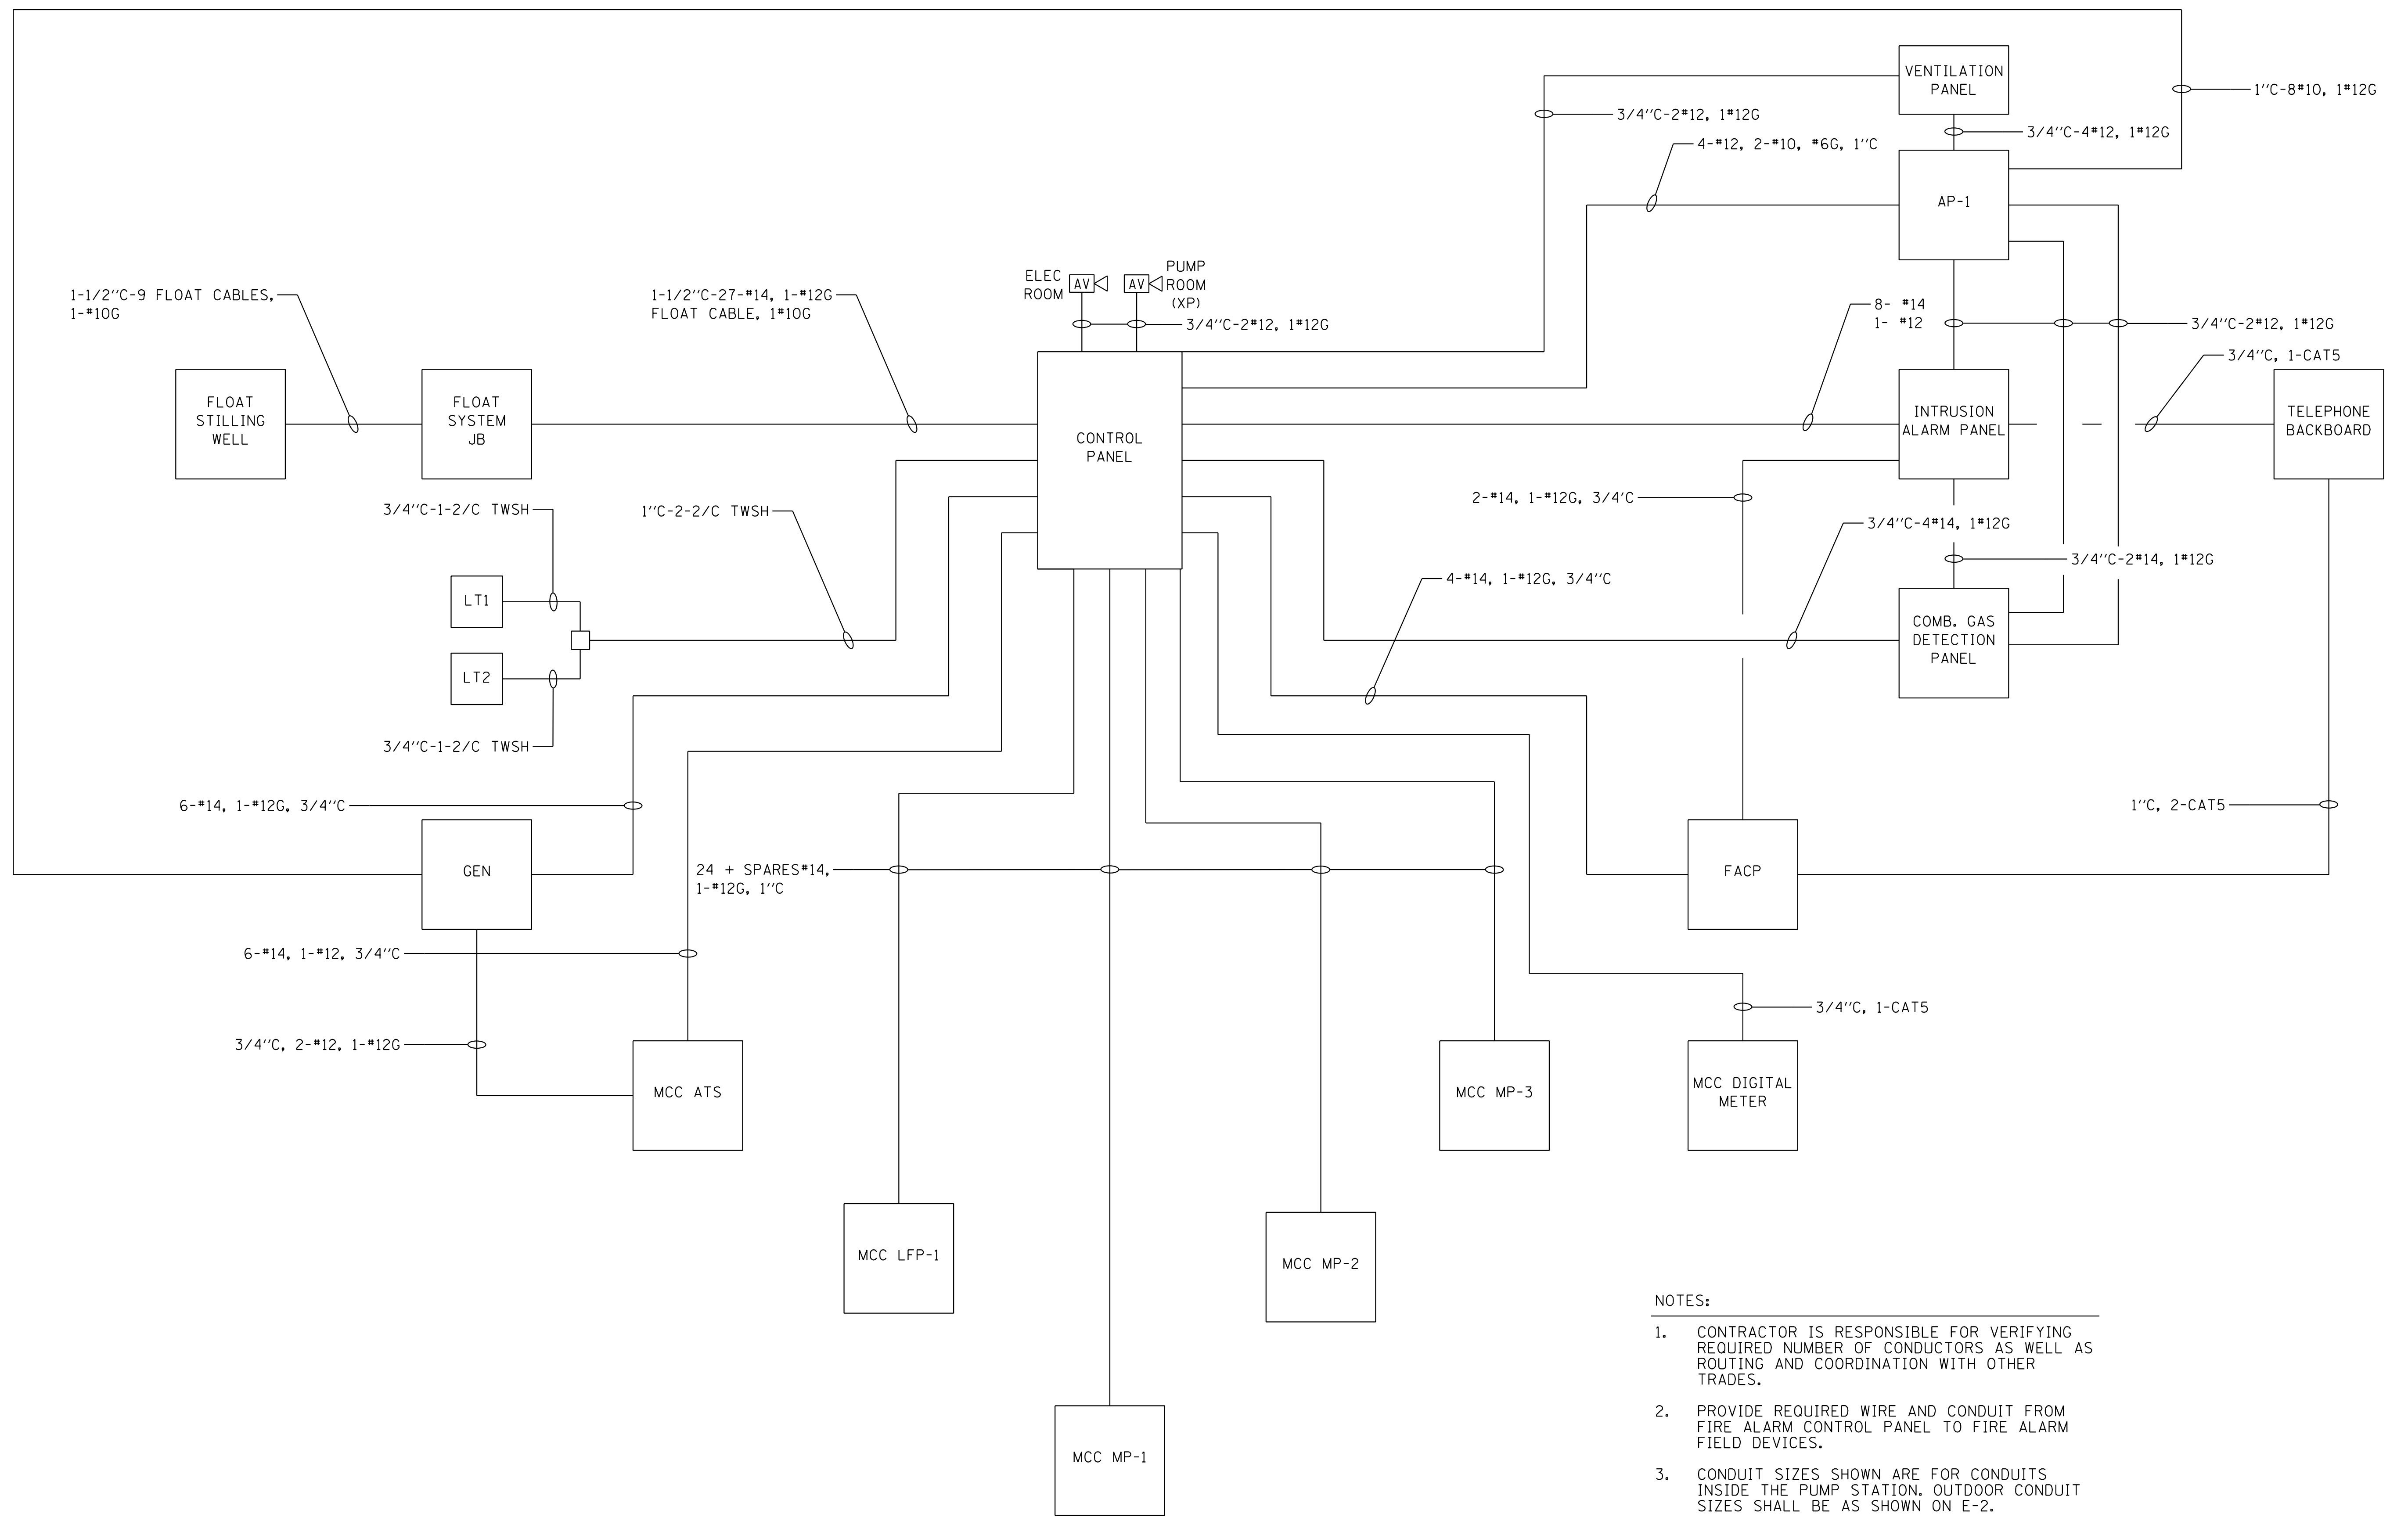 VENTILATION
PANEL
1"C-8#10, 1#12G
3/4"C-2#12, 1#12G
3/4"C-4#12, 1#12G
4-#12, 2-#10, #6G, 1"C
AP-1
ELEC
ROOM
AV
AV
PUMP
ROOM
(XP)
3/4"C-2#12, 1#12G
1-1/2"C-9 FLOAT CABLES,
1-#10G
1-1/2"C-27-#14, 1-#12G
FLOAT CABLE, 1#10G
8- #14
1- #12
3/4"C-2#12, 1#12G
3/4"C, 1-CAT5
FLOAT
STILLING
WELL
FLOAT
SYSTEM
JB
CONTROL
PANEL
INTRUSION
ALARM PANEL
TELEPHONE
BACKBOARD
3/4"C-1-2/C TWSH
1"C-2-2/C TWSH
2-#14, 1-#12G, 3/4'C
3/4"C-4#14, 1#12G
3/4"C-2#14, 1#12G
4-#14, 1-#12G, 3/4"C
LT1
LT2
COMB. GAS
DETECTION
PANEL
3/4"C-1-2/C TWSH
6-#14, 1-#12G, 3/4"C
1"C, 2-CAT5
GEN
24 + SPARES#14,
1-#12G, 1"C
FACP
6-#14, 1-#12, 3/4"C
3/4"C, 1-CAT5
3/4"C, 2-#12, 1-#12G
MCC ATS
MCC MP-3
MCC DIGITAL
METER
MCC LFP-1
MCC MP-2
MCC MP-1
NOTES:
1. CONTRACTOR IS RESPONSIBLE FOR VERIFYING
REQUIRED NUMBER OF CONDUCTORS AS WELL AS
ROUTING AND COORDINATION WITH OTHER
TRADES.
2. PROVIDE REQUIRED WIRE AND CONDUIT FROM
FIRE ALARM CONTROL PANEL TO FIRE ALARM
FIELD DEVICES.
3. CONDUIT SIZES SHOWN ARE FOR CONDUITS
INSIDE THE PUMP STATION. OUTDOOR CONDUIT
SIZES SHALL BE AS SHOWN ON E-2.